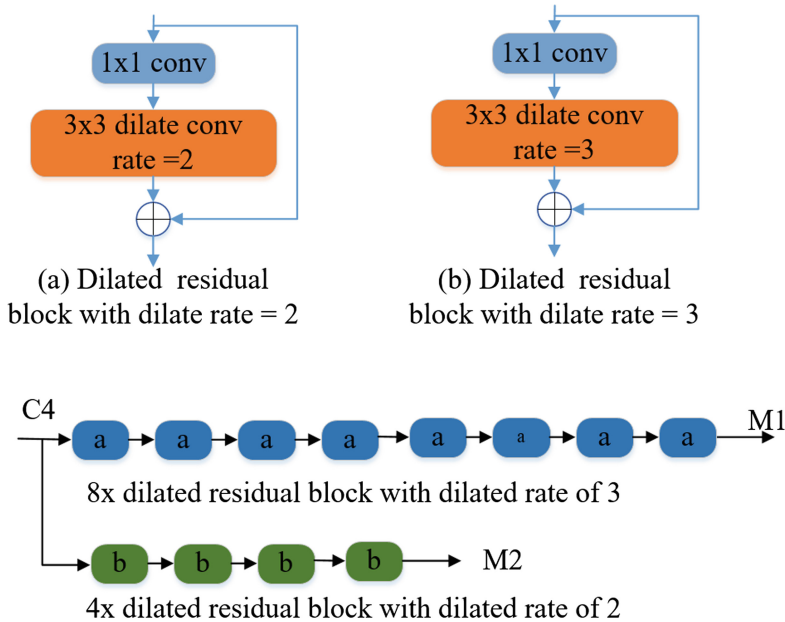 1x1 conv
3x3 dilate conv
rate =2
(a) Dilated residual
block with dilate rate = 2
1x1 conv
3x3 dilate conv
rate =3
(b) Dilated residual
block with dilate rate = 3
C4
a a a a a a a a
M1
8x dilated residual block with dilated rate of 3
b b b b
M2
4x dilated residual block with dilated rate of 2